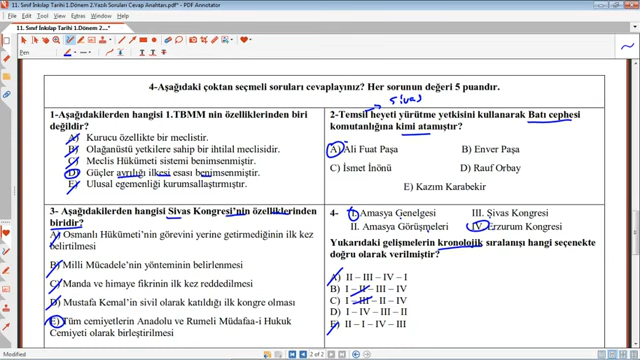 11. Sınıf İnkılap Tarihi 1.Dönem 2.Yazılı Soruları Cevap Anahtarı.pdf* - PDF Annotator
File Edit Insert View Tool Extras Window Help
11. Sınıf İnkılap Tarihi 1.Dönem 2....*
Pen
4-Aşağıdaki çoktan seçmeli soruları cevaplayınız? Her sorunun değeri 5 puandır.
Sivas
1-Aşağıdakilerden hangisi 1.TBMM nin özelliklerinden biri değildir?
A) Kurucu özellikte bir meclistir.
B) Olağanüstü yetkilere sahip bir ihtilal meclisidir.
C) Meclis Hükümeti sistemi benimsenmiştir.
D) Güçler ayrılığı ilkesi esası benimsenmiştir.
E) Ulusal egemenliği kurumsallaştırmıştır.
2-Temsil heyeti yürütme yetkisini kullanarak Batı cephesi
komutanlığına kimi atamıştır?
A) Ali Fuat Paşa B) Enver Paşa
C) İsmet İnönü D) Rauf Orbay
E) Kazım Karabekir
3- Aşağıdakilerden hangisi Sivas Kongresi'nin özelliklerinden
biridir?
A) Osmanlı Hükümeti'nin görevini yerine getirmediğinin ilk kez
belirtilmesi
B) Milli Mücadele'nin yönteminin belirlenmesi
C) Manda ve himaye fikrinin ilk kez reddedilmesi
D) Mustafa Kemal'in sivil olarak katıldığı ilk kongre olması
E) Tüm cemiyetlerin Anadolu ve Rumeli Müdafaa-i Hukuk
Cemiyeti olarak birleştirilmesi
4-
I. Amasya Genelgesi III. Sivas Kongresi
II. Amasya Görüşmeleri IV. Erzurum Kongresi
Yukarıdaki gelişmelerin kronolojik sıralanışı hangi seçenekte
doğru olarak verilmiştir?
A) II – III – IV – I
B) I – II – III – IV
C) I – III – II – IV
D) I – IV – III – II
E) II – I – IV – III
Modified
2 of 2